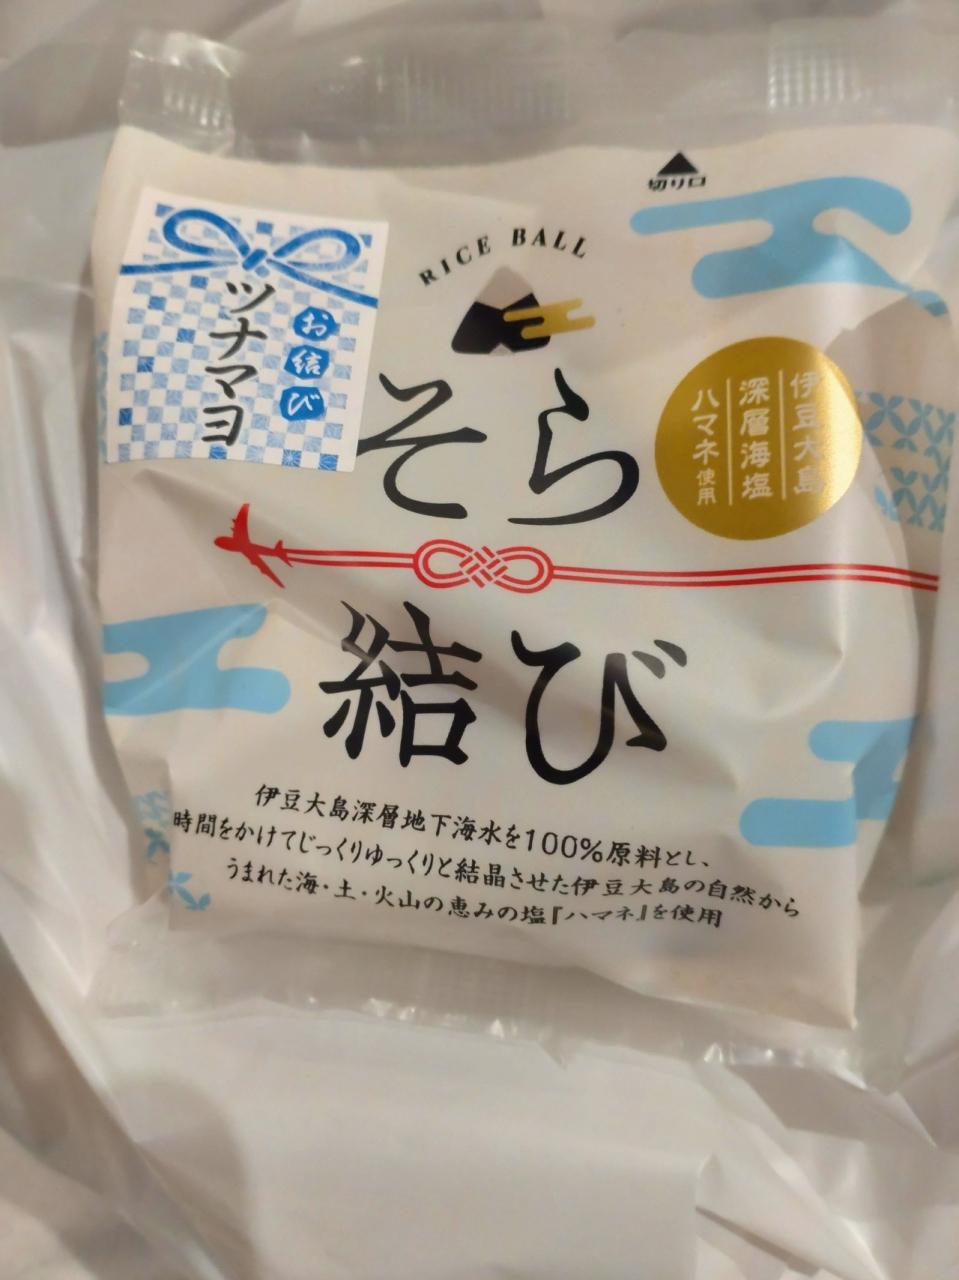 切り口
RICE BALL
お結び
ツナマヨ
そら
伊豆大島
深層海塩
ハマネ使用
結び
伊豆大島深層地下海水を100%原料とし、
時間をかけてじっくりゆっくりと結晶させた伊豆大島の自然から
うまれた海・土・火山の恵みの塩『ハマネ』を使用